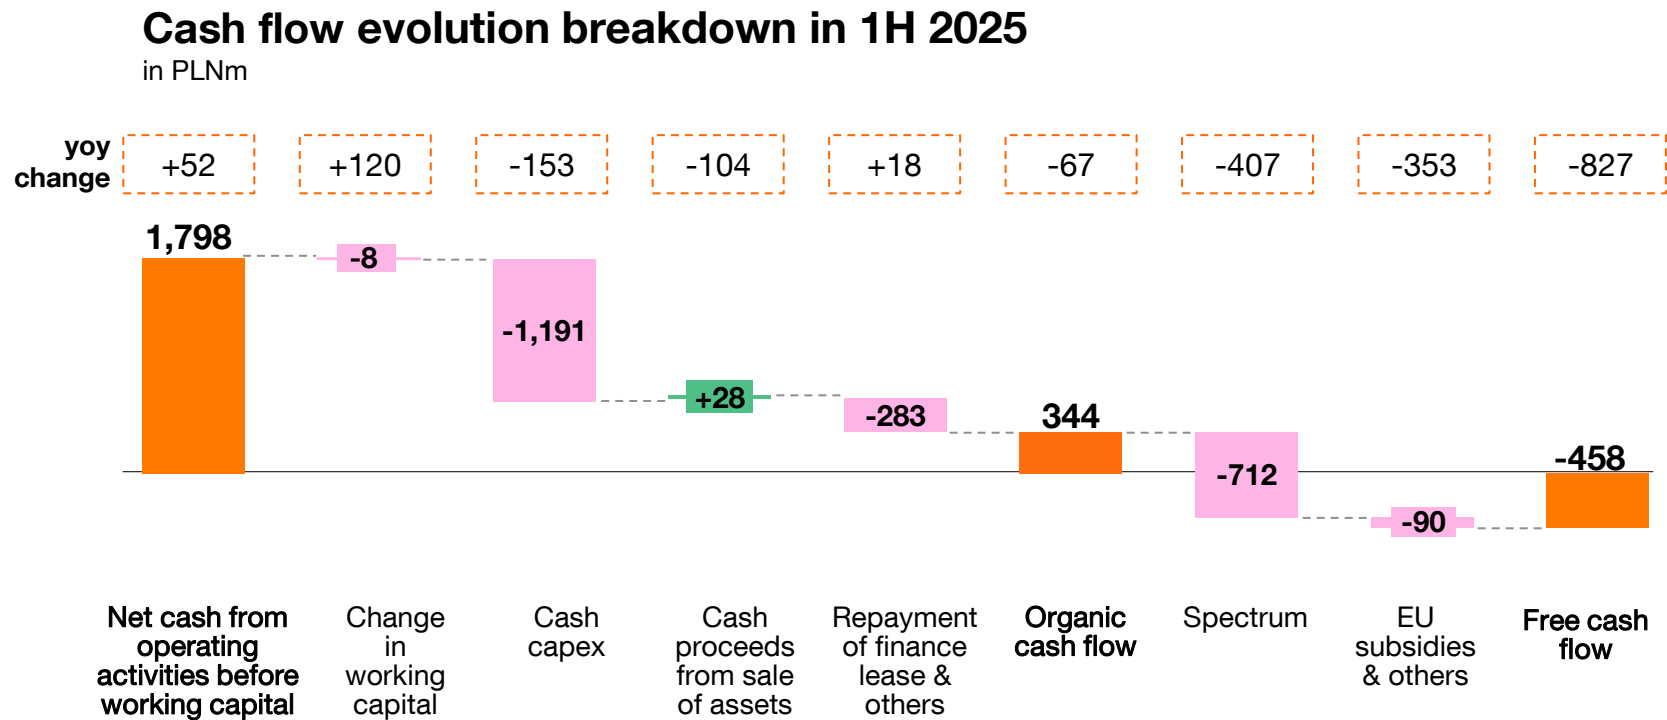 Cash flow evolution breakdown in 1H 2025
in PLNm
yoy
change
+52
+120
-153
-104
+18
-67
-407
-353
-827
1,798
-8
-1,191
+28
-283
344
-712
-90
-458
Net cash from
operating
activities before
working capital
Change
in
working
capital
Cash
capex
Cash
proceeds
from sale
of assets
Repayment
of finance
lease &
others
Organic
cash flow
Spectrum
EU
subsidies
& others
Free cash
flow